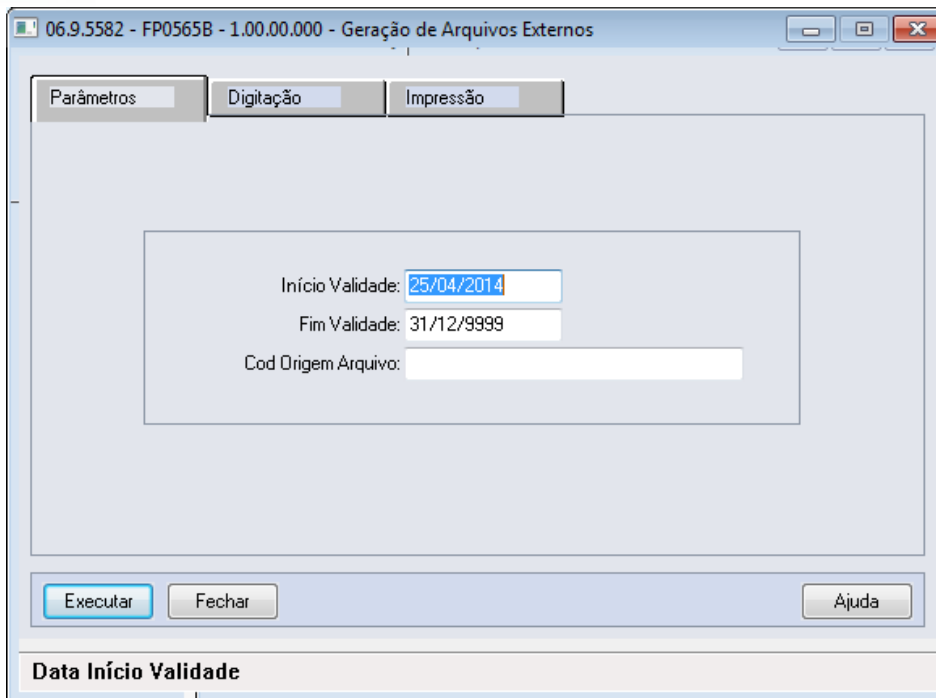 06.9.5582 - FP0565B - 1.00.00.000 - Geração de Arquivos Externos
Parâmetros Digitação Impressão
Início Validade: 25/04/2014
Fim Validade: 31/12/9999
Cod Origem Arquivo:
Executar Fechar Ajuda
Data Início Validade